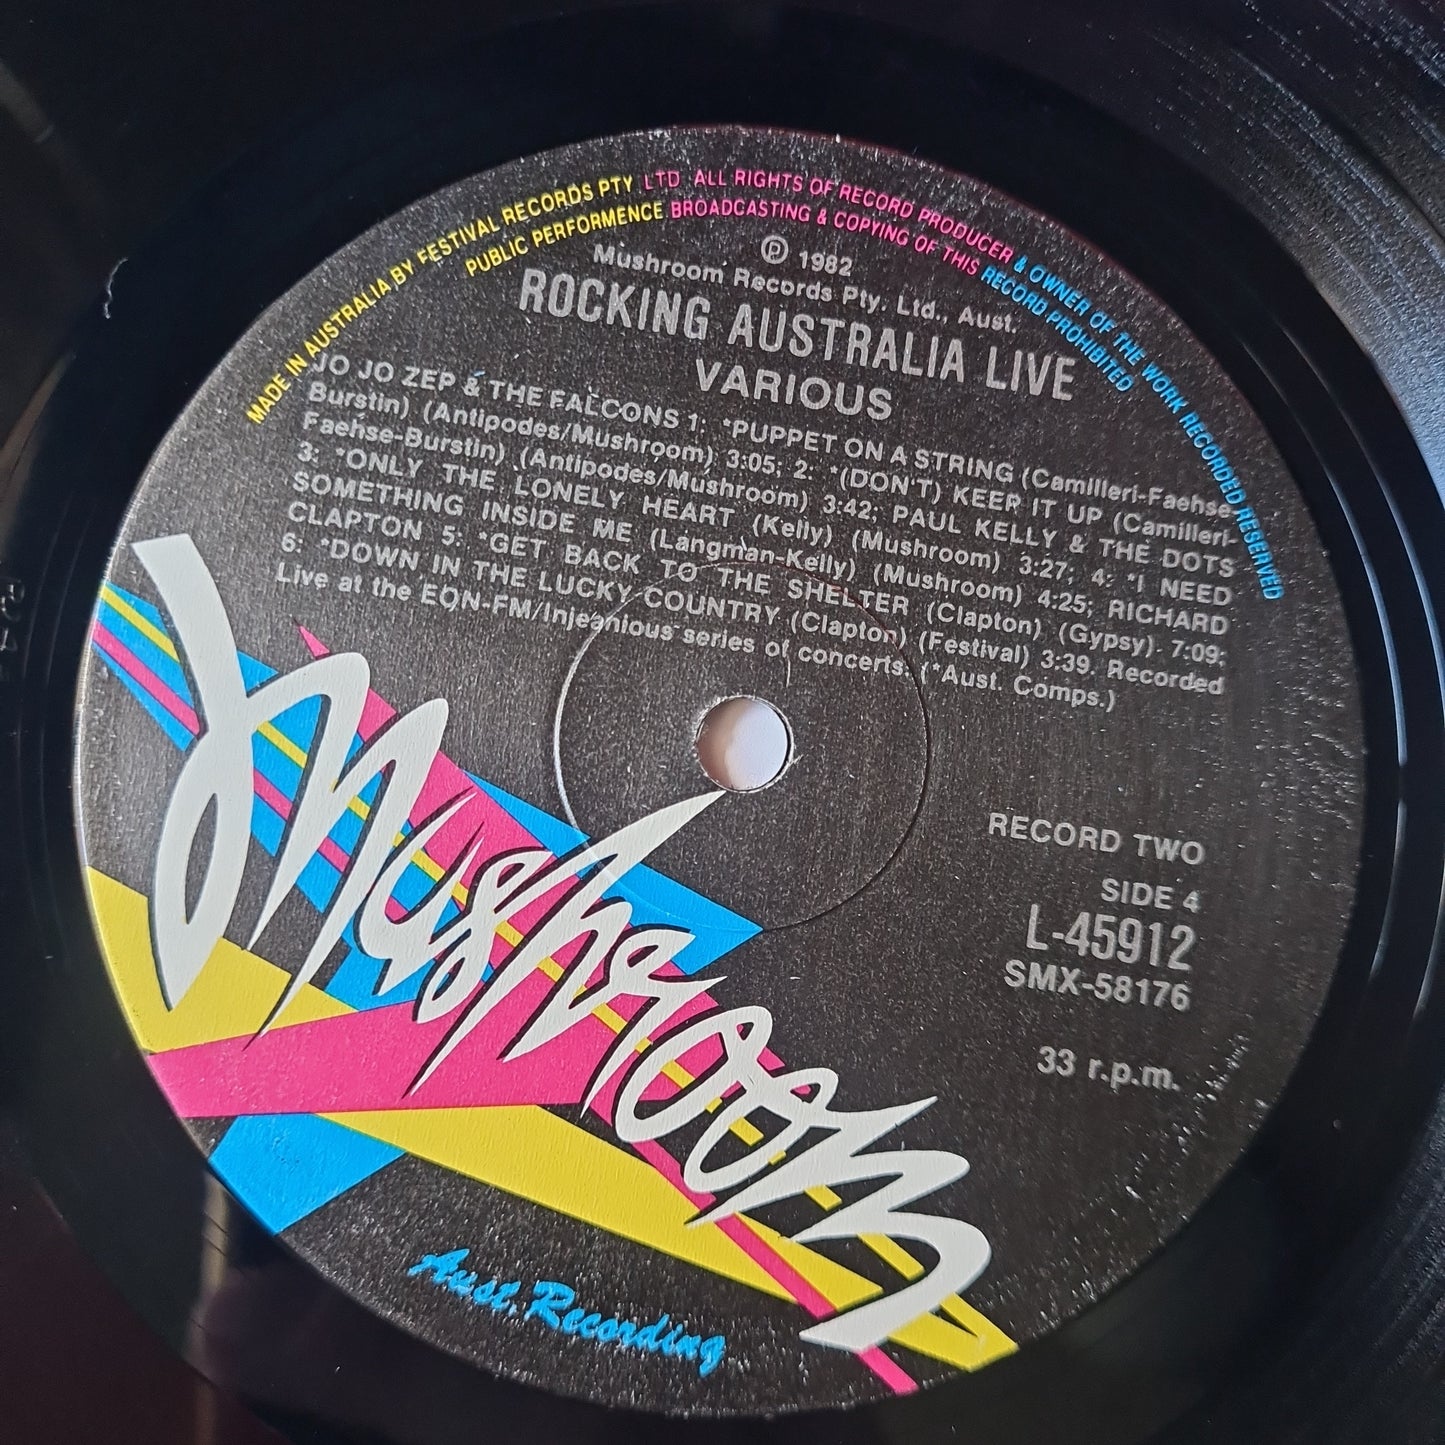 MADE IN AUSTRALIA BY FESTIVAL RECORDS PTY LTD ALL RIGHTS OF RECORD PRODUCER & OWNER OF THE WORK RECORDED RESERVED
PUBLIC PERFORMENCE BROADCASTING & COPYING OF THIS RECORD PROHIBITED
Ⓟ 1982
Mushroom Records Pty. Ltd., Aust.
ROCKING AUSTRALIA LIVE
VARIOUS
JO JO ZEP & THE FALCONS 1: *PUPPET ON A STRING (Camilleri-Faehse-
Burstin) (Antipodes/Mushroom) 3:05; 2: *(DON'T) KEEP IT UP (Camilleri-
Faehse-Burstin) (Antipodes/Mushroom) 3:42; PAUL KELLY & THE DOTS
3: *ONLY THE LONELY HEART (Kelly) (Mushroom) 3:27; 4: *I NEED
SOMETHING INSIDE ME (Langman-Kelly) (Mushroom) 4:25; RICHARD
CLAPTON 5: *GET BACK TO THE SHELTER (Clapton) (Gypsy) 7:09;
6: *DOWN IN THE LUCKY COUNTRY (Clapton) (Festival) 3:39. Recorded
Live at the EON-FM/Injeanious series of concerts. (*Aust. Comps.)
RECORD TWO
SIDE 4
L-45912
SMX-58176
33 r.p.m.
Mushroom
Aust. Recording